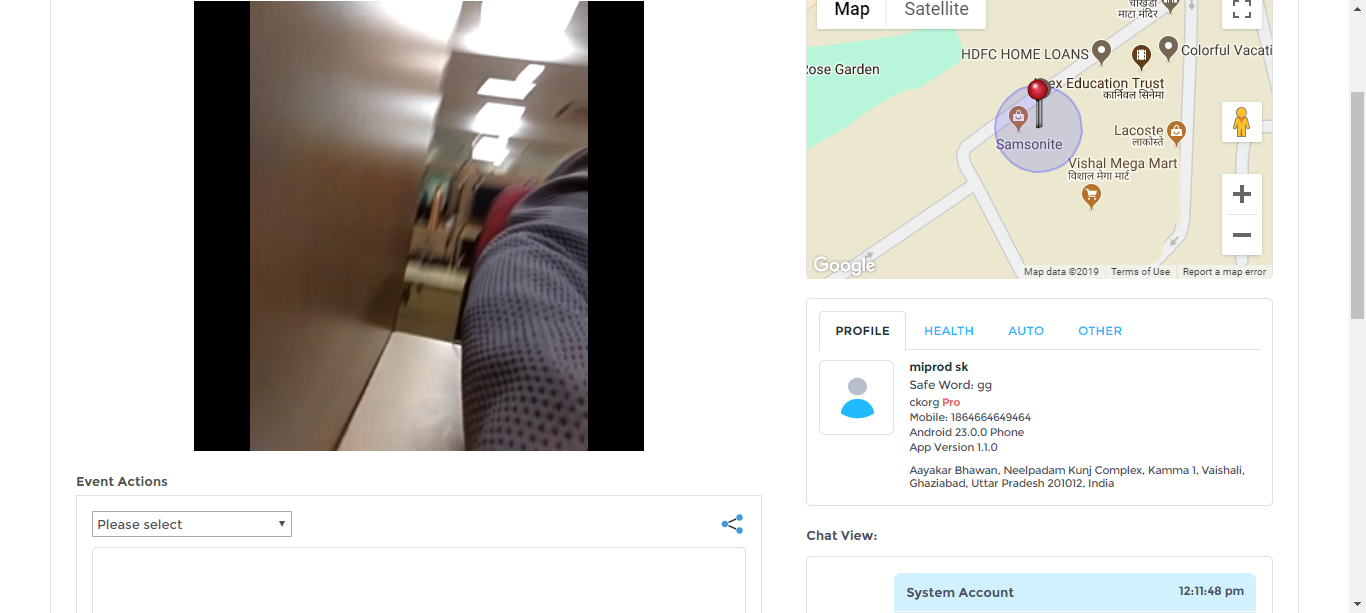 Map
Satellite
माता मंदिर
HDFC HOME LOANS
Colorful Vacati
Rose Garden
ex Education Trust
कार्निवल सिनेमा
Lacoste
लाकोस्ते
Samsonite
Vishal Mega Mart
विशाल मेगा मार्ट
Google
Map data ©2019
Terms of Use
Report a map error
PROFILE
HEALTH
AUTO
OTHER
miprod sk
Safe Word: gg
ckorg Pro
Mobile: 1864664649464
Android 23.0.0 Phone
App Version 1.1.0
Aayakar Bhawan, Neelpadam Kunj Complex, Kamma 1, Vaishali,
Ghaziabad, Uttar Pradesh 201012, India
Event Actions
Please select
Chat View:
System Account
12:11:48 pm